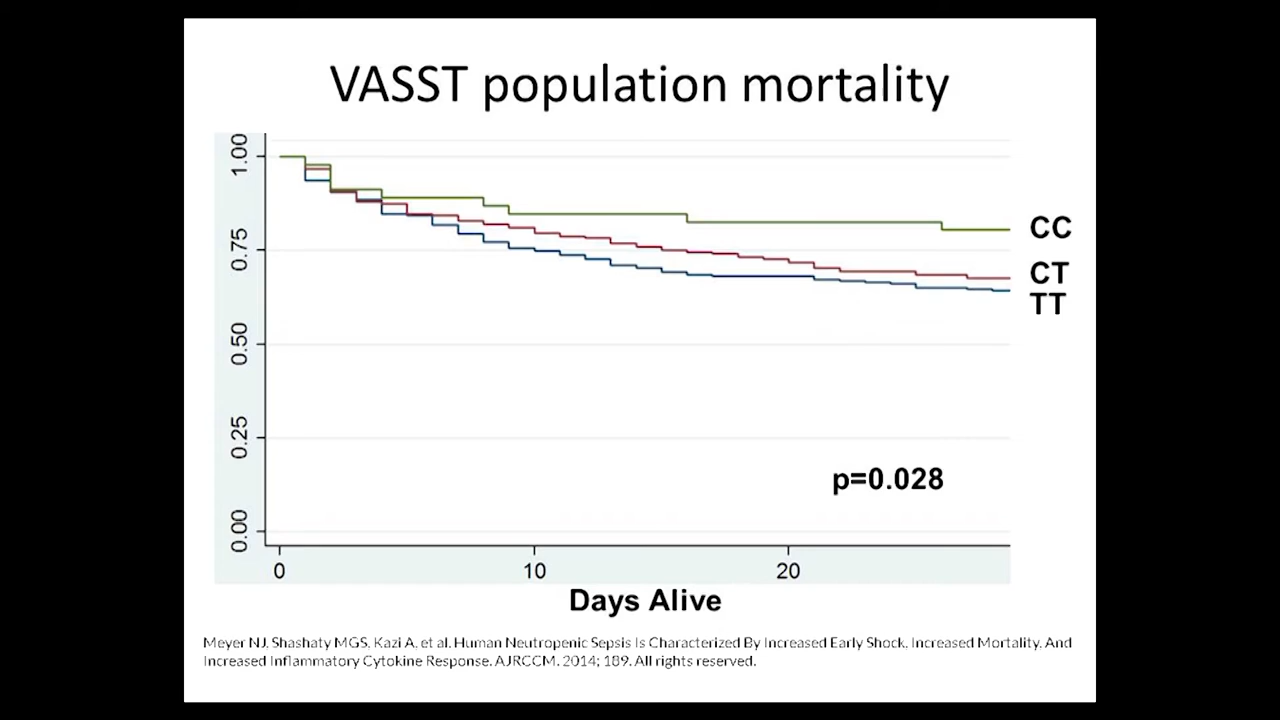 VASST population mortality
1.00
0.75
0.50
0.25
0.00
CC
CT
TT
p=0.028
0 10 20
Days Alive
Meyer NJ, Shashaty MGS, Kazi A, et al. Human Neutropenic Sepsis Is Characterized By Increased Early Shock, Increased Mortality, And
Increased Inflammatory Cytokine Response. AJRCCM. 2014; 189. All rights reserved.